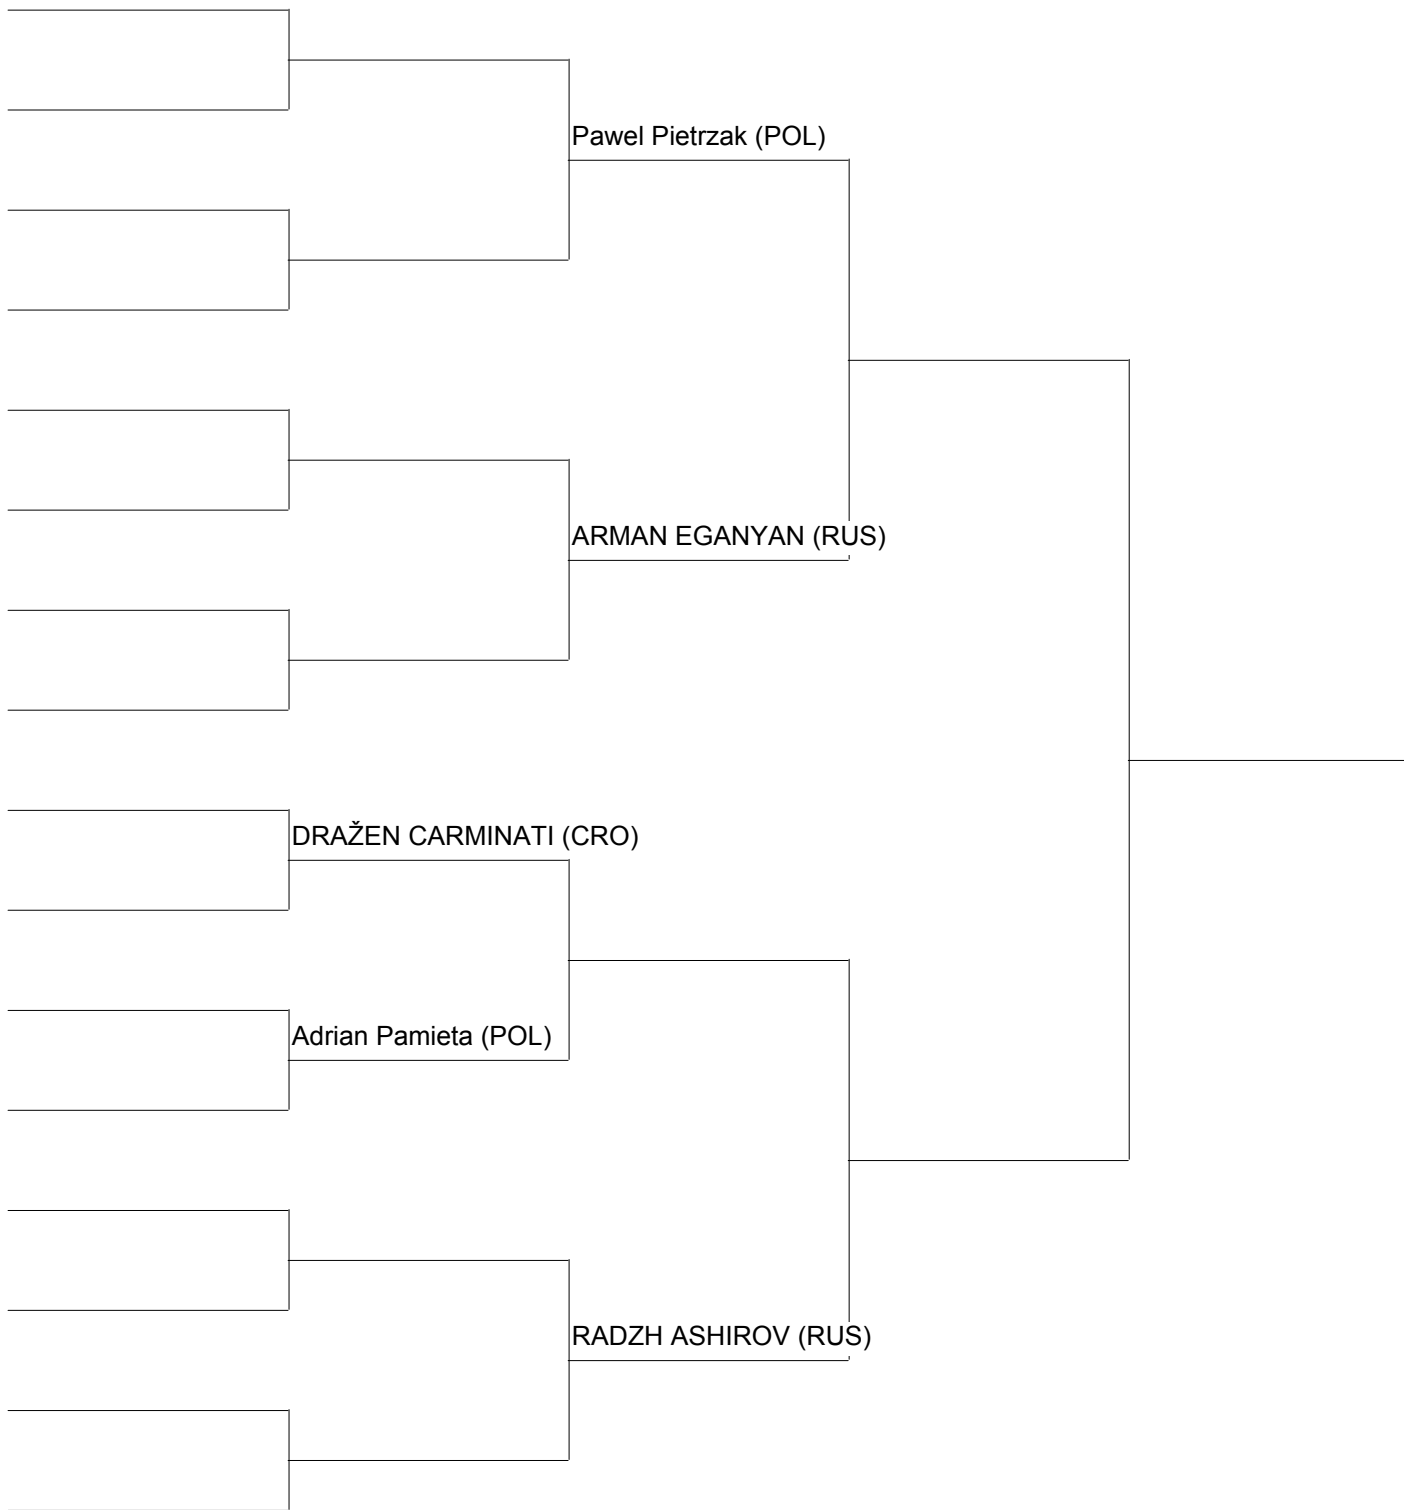 Pawel Pietrzak (POL)
ARMAN EGANYAN (RUS)
DRAŽEN CARMINATI (CRO)
Adrian Pamieta (POL)
RADZH ASHIROV (RUS)